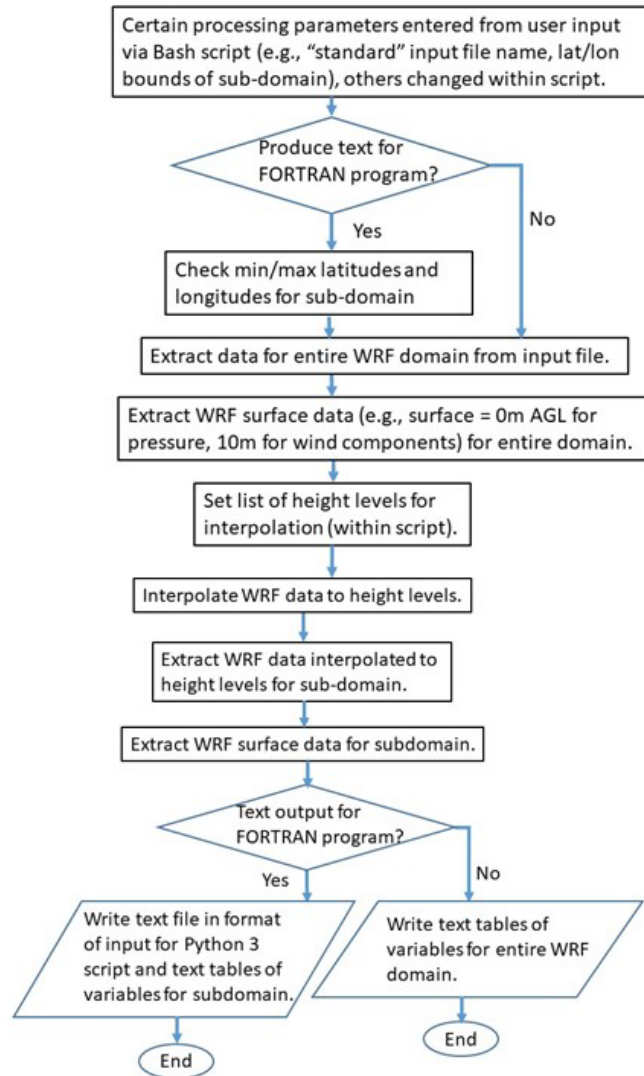 Certain processing parameters entered from user input
via Bash script (e.g., “standard” input file name, lat/lon
bounds of sub-domain), others changed within script.
Produce text for
FORTRAN program?
No
Yes
Check min/max latitudes and
longitudes for sub-domain
Extract data for entire WRF domain from input file.
Extract WRF surface data (e.g., surface = 0m AGL for
pressure, 10m for wind components) for entire domain.
Set list of height levels for
interpolation (within script).
Interpolate WRF data to height levels.
Extract WRF data interpolated to
height levels for sub-domain.
Extract WRF surface data for subdomain.
Text output for
FORTRAN program?
Yes
No
Write text file in format
of input for Python 3
script and text tables of
variables for subdomain.
Write text tables of
variables for entire WRF
domain.
End
End